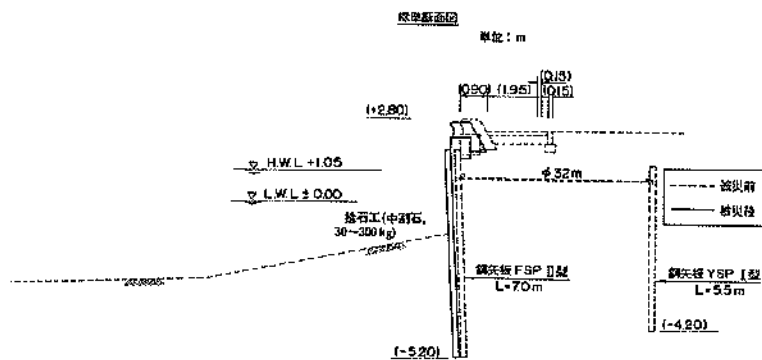 標準断面図
単位：m
(0.15)
(0.90) (1.95) (0.15)
(+2.80)
H.W.L +1.05
L.W.L ± 0.00
φ32m
被災前
被災後
捨石工(中割石,
30~300kg)
鋼矢板 FSP Ⅱ型
L=7.0m
鋼矢板 YSP Ⅰ型
L=5.5m
(-4.20)
(-5.20)